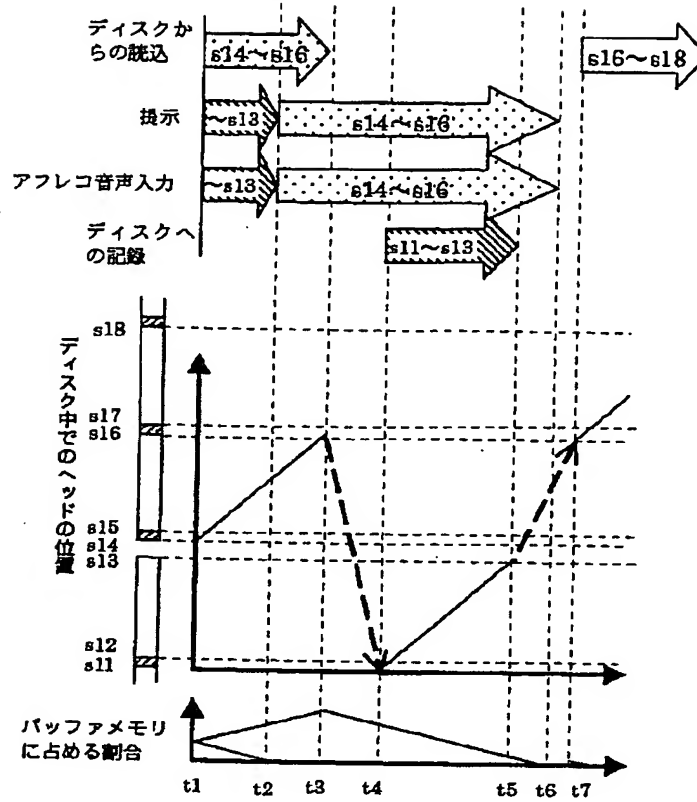 ディスクか
らの読込
s14～s16
s16～s18
提示
～s13
s14～s16
アフレコ音声入力
～s13
s14～s16
ディスクへ
の記録
s11～s13
s18
ディスク中でのヘッドの位置
s17
s16
s15
s14
s13
s12
s11
バッファメモリ
に占める割合
t1
t2
t3
t4
t5
t6
t7